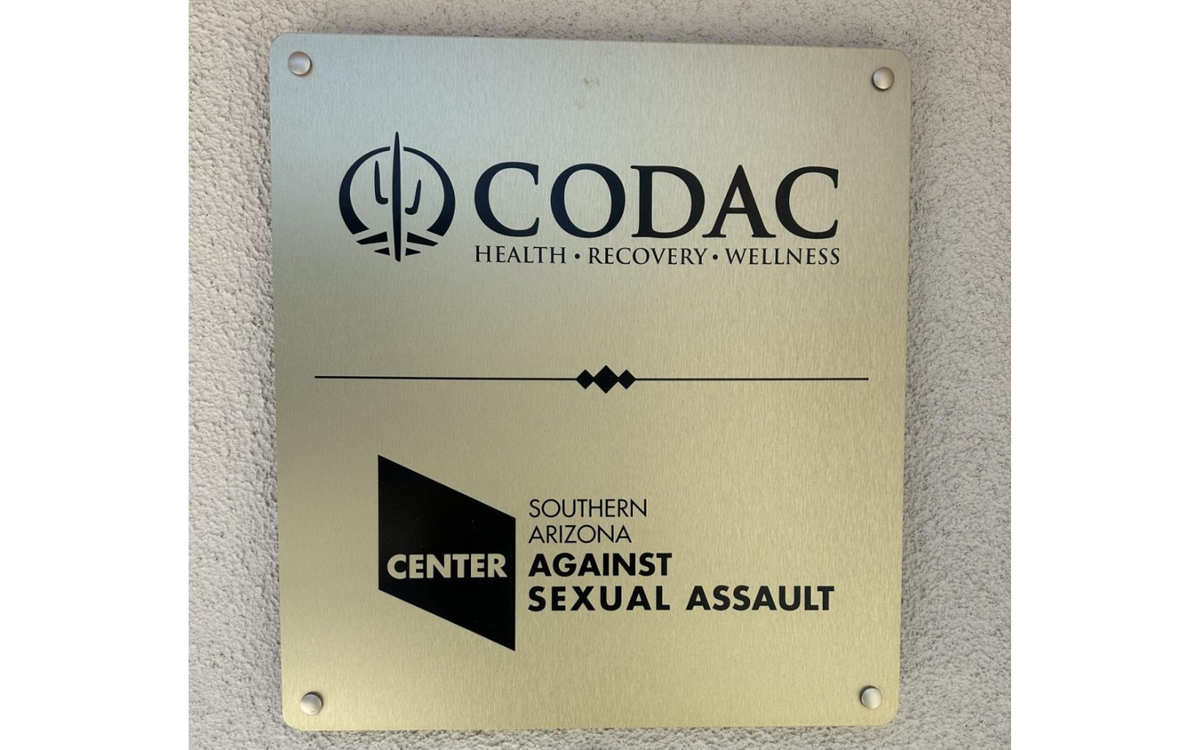 CODAC
HEALTH • RECOVERY • WELLNESS
SOUTHERN
ARIZONA
CENTER AGAINST
SEXUAL ASSAULT